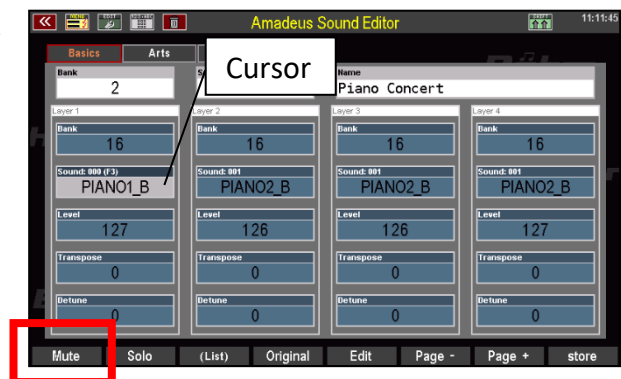 MENU EDIT Amadeus Sound Editor 11:11:45
Basics Arts
Bank Name
2 Piano Concert
Cursor
Layer 1 Layer 2 Layer 3 Layer 4
Bank Bank Bank Bank
16 16 16 16
Sound: 000 (F3) Sound: 001 Sound: 001 Sound: 001
PIANO1_B PIANO2_B PIANO2_B PIANO2_B
Level Level Level Level
127 126 126 127
Transpose Transpose Transpose Transpose
0 0 0 0
Detune Detune Detune Detune
0 0 0 0
Mute Solo (List) Original Edit Page - Page + store